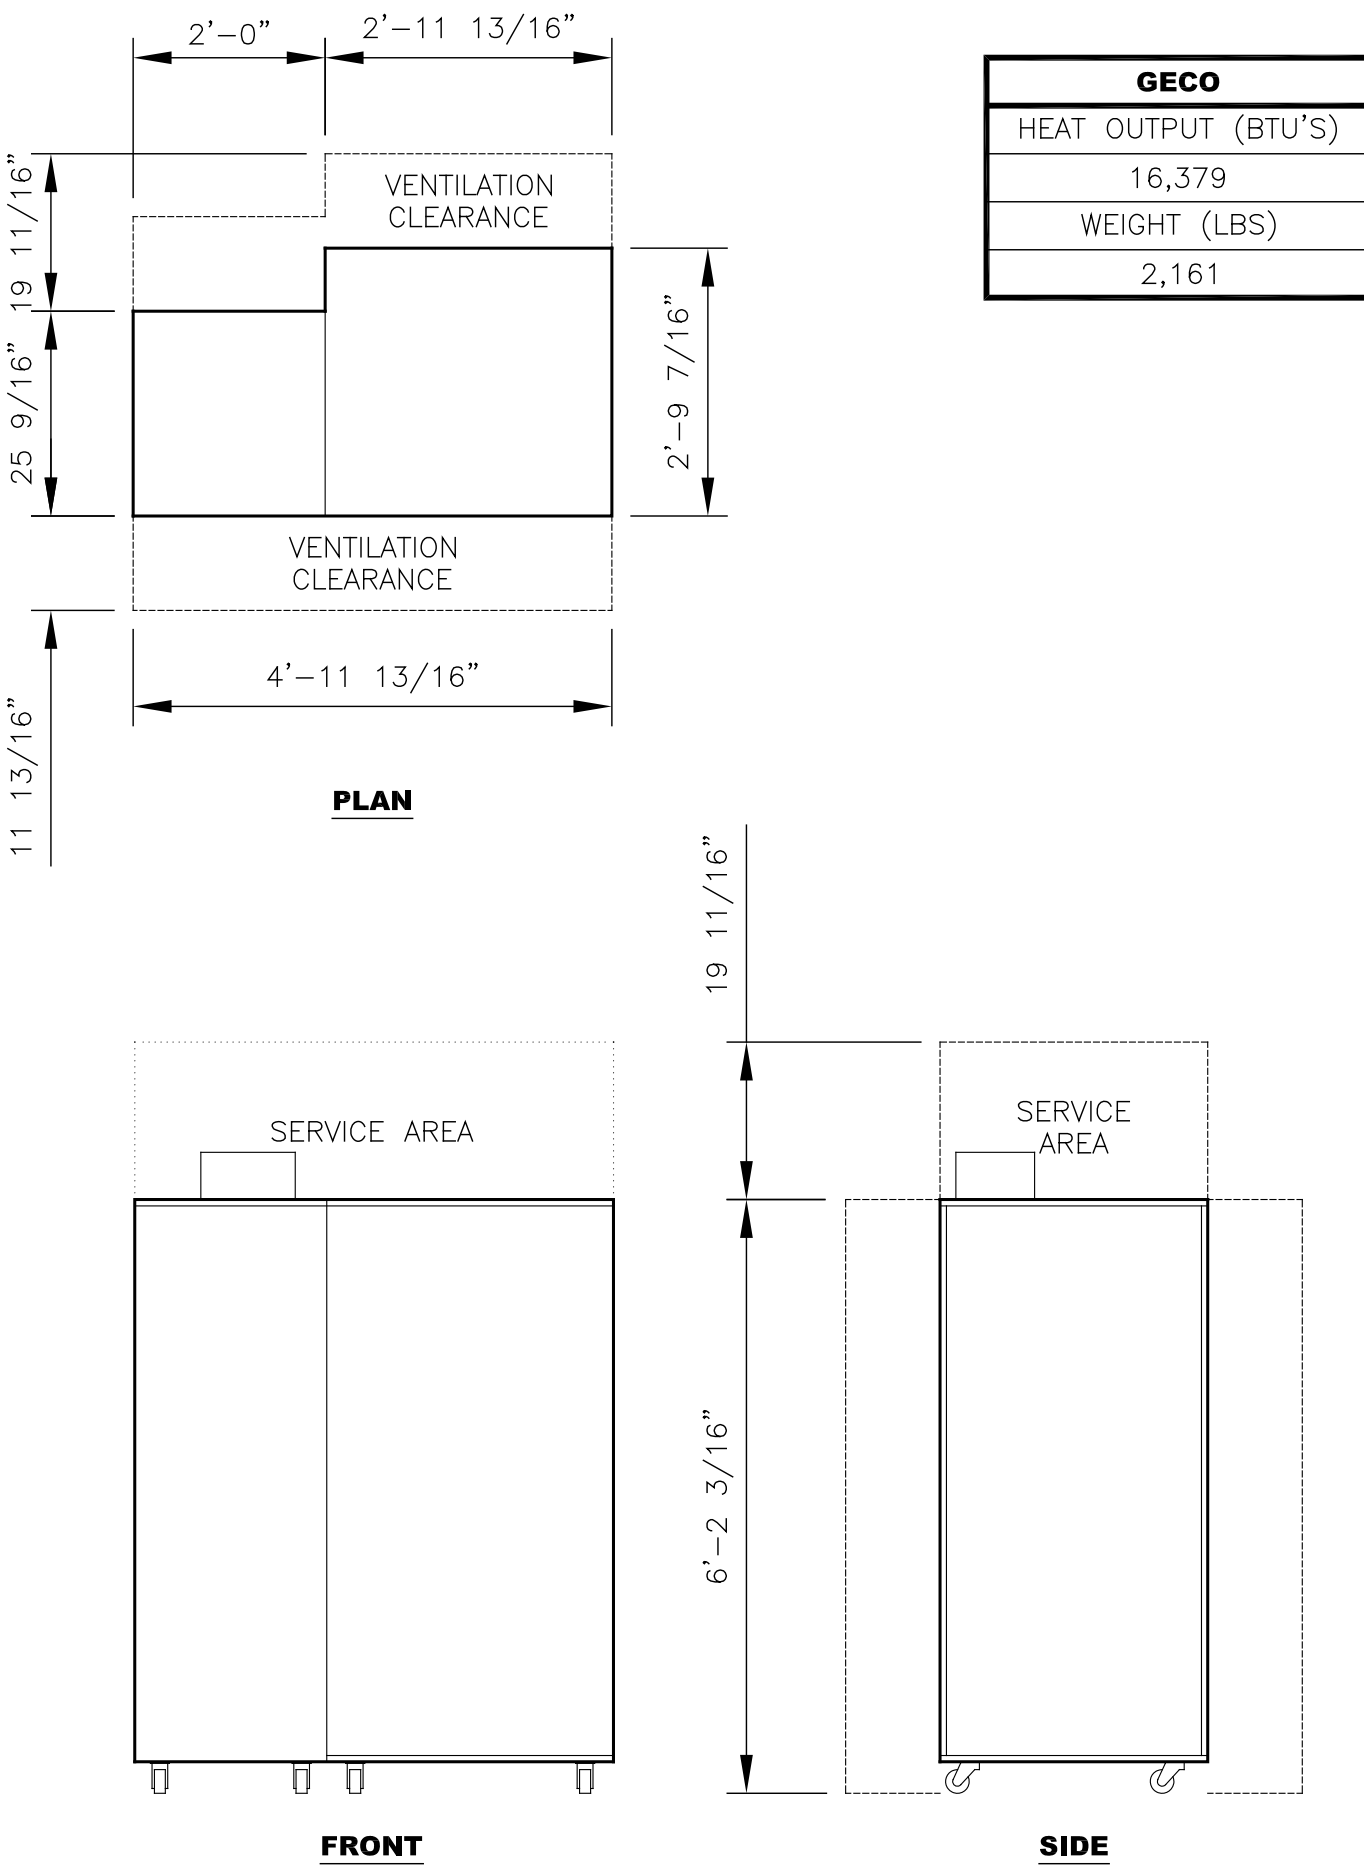 2’–0”
2’–11 13/16”
GECO
HEAT OUTPUT (BTU’S)
16,379
WEIGHT (LBS)
2,161
19 11/16”
VENTILATION
CLEARANCE
25 9/16”
2’–9 7/16”
VENTILATION
CLEARANCE
4’–11 13/16”
11 13/16”
PLAN
19 11/16”
SERVICE AREA
SERVICE
AREA
6’–2 3/16”
FRONT
SIDE